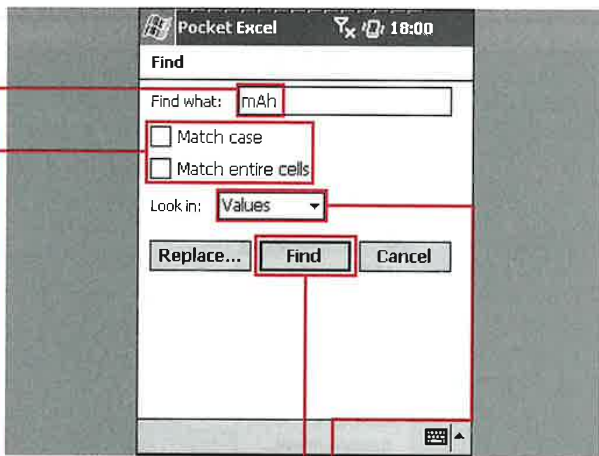 Pocket Excel 18:00
Find
Find what: mAh
Match case
Match entire cells
Look in: Values
Replace... Find Cancel